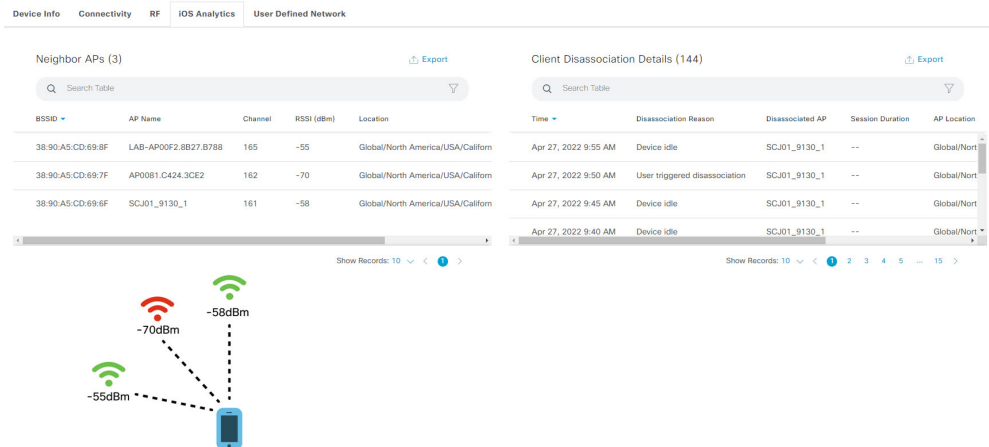 Device Info Connectivity RF iOS Analytics User Defined Network
Neighbor APs (3) Export
Search Table
BSSID AP Name Channel RSSI (dBm) Location
38:90:A5:CD:69:8F LAB-AP00F2.8B27.B788 165 -55 Global/North America/USA/Californ
38:90:A5:CD:69:7F AP0081.C424.3CE2 162 -70 Global/North America/USA/Californ
38:90:A5:CD:69:6F SCJ01_9130_1 161 -58 Global/North America/USA/Californ
Show Records: 10 1
Client Disassociation Details (144) Export
Search Table
Time Disassociation Reason Disassociated AP Session Duration AP Location
Apr 27, 2022 9:55 AM Device idle SCJ01_9130_1 -- Global/Nort
Apr 27, 2022 9:50 AM User triggered disassociation SCJ01_9130_1 -- Global/Nort
Apr 27, 2022 9:45 AM Device idle SCJ01_9130_1 -- Global/Nort
Apr 27, 2022 9:40 AM Device idle SCJ01_9130_1 -- Global/Nort
Show Records: 10 1 2 3 4 5 ... 15
-58dBm
-70dBm
-55dBm